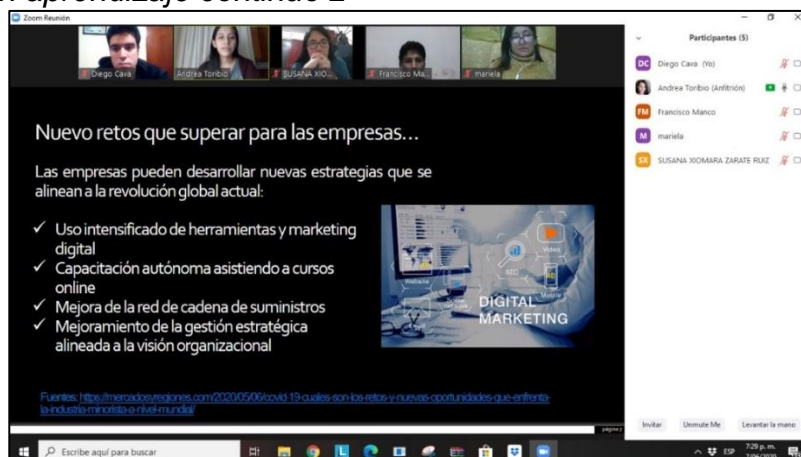 aprendizaje continuo 2
Zoom Reunión
Diego Cava
Andrea Toribio
SUSANA XIO...
Francisco Ma...
mariela
Participantes (5)
DC Diego Cava (Yo)
Andrea Toribio (Anfitrión)
FM Francisco Manco
M mariela
SX SUSANA XIOMARA ZARATE RUIZ
Nuevo retos que superar para las empresas...
Las empresas pueden desarrollar nuevas estrategias que se
alinean a la revolución global actual:
✓ Uso intensificado de herramientas y marketing
digital
✓ Capacitación autónoma asistiendo a cursos
online
✓ Mejora de la red de cadena de suministros
✓ Mejoramiento de la gestión estratégica
alineada a la visión organizacional
Video
SEO
Website
Mobile
DIGITAL
MARKETING
Fuentes: https://mercadosyregiones.com/2020/05/06/covid-19-cuales-son-los-retos-y-nuevas-oportunidades-que-enfrenta-
la-industria-minorista-a-nivel-mundial/
Invitar
Unmute Me
Levantar la mano
Escribe aquí para buscar
ESP
7:29 p. m.